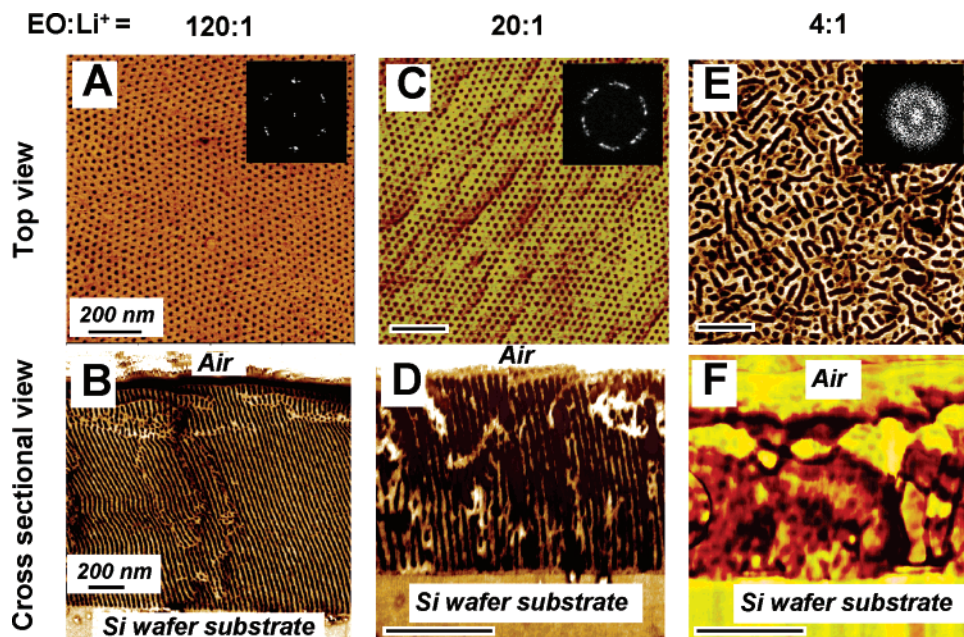 EO:Li⁺ = 120:1 20:1 4:1
Top view
A
C
E
200 nm
Cross sectional view
B
Air
D
Air
F
Air
200 nm
Si wafer substrate
Si wafer substrate
Si wafer substrate